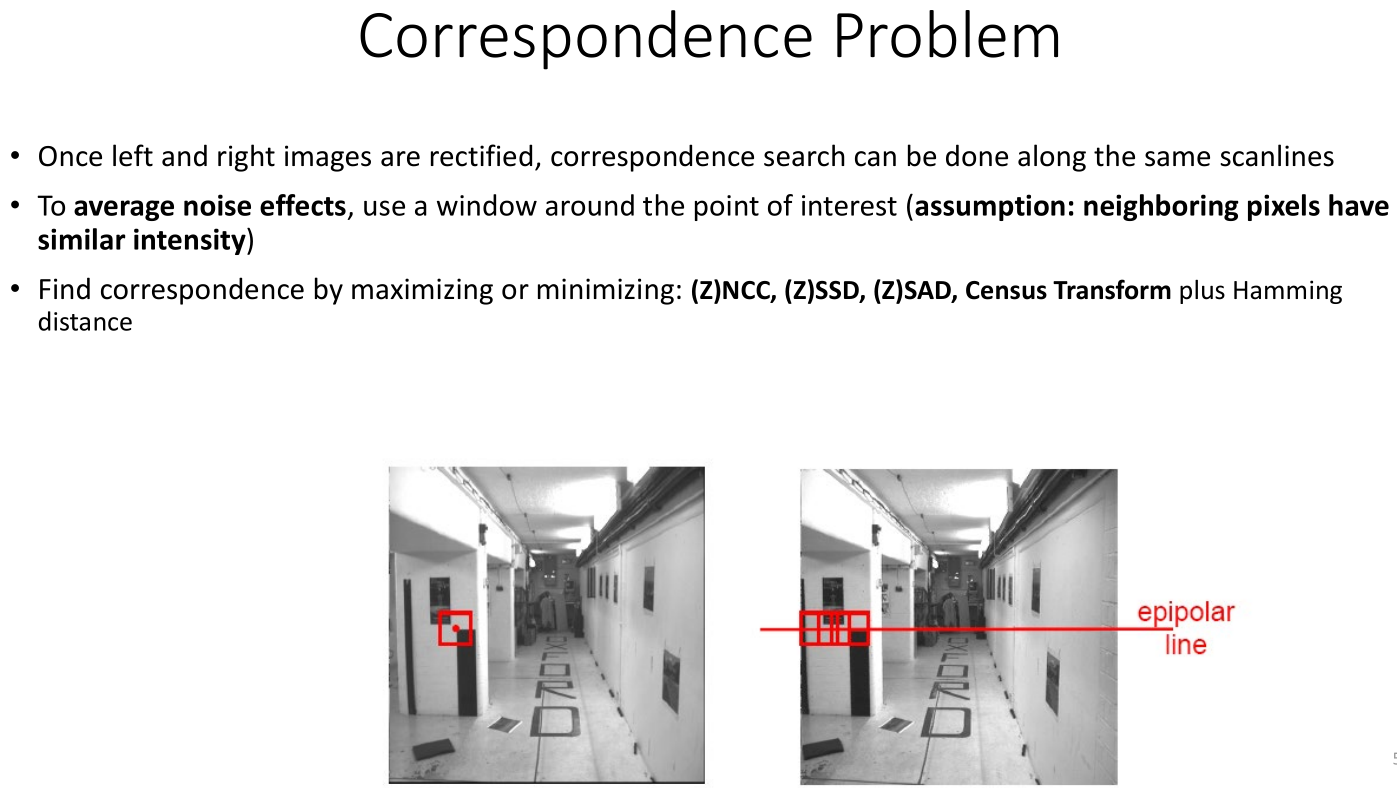 Correspondence Problem
• Once left and right images are rectified, correspondence search can be done along the same scanlines
• To average noise effects, use a window around the point of interest (assumption: neighboring pixels have
similar intensity)
• Find correspondence by maximizing or minimizing: (Z)NCC, (Z)SSD, (Z)SAD, Census Transform plus Hamming
distance
epipolar
line